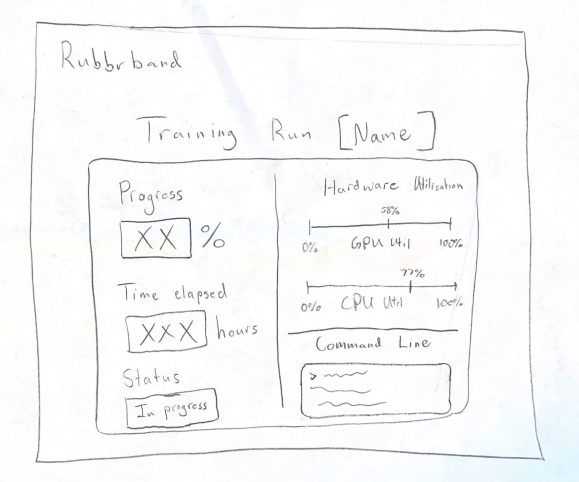 Rubbrband
Training Run [Name]
Progress
XX %
Time elapsed
XXX hours
Status
In progress
Hardware Utilization
58%
0% GPU Util 100%
77%
0% CPU Util 100%
Command Line
>